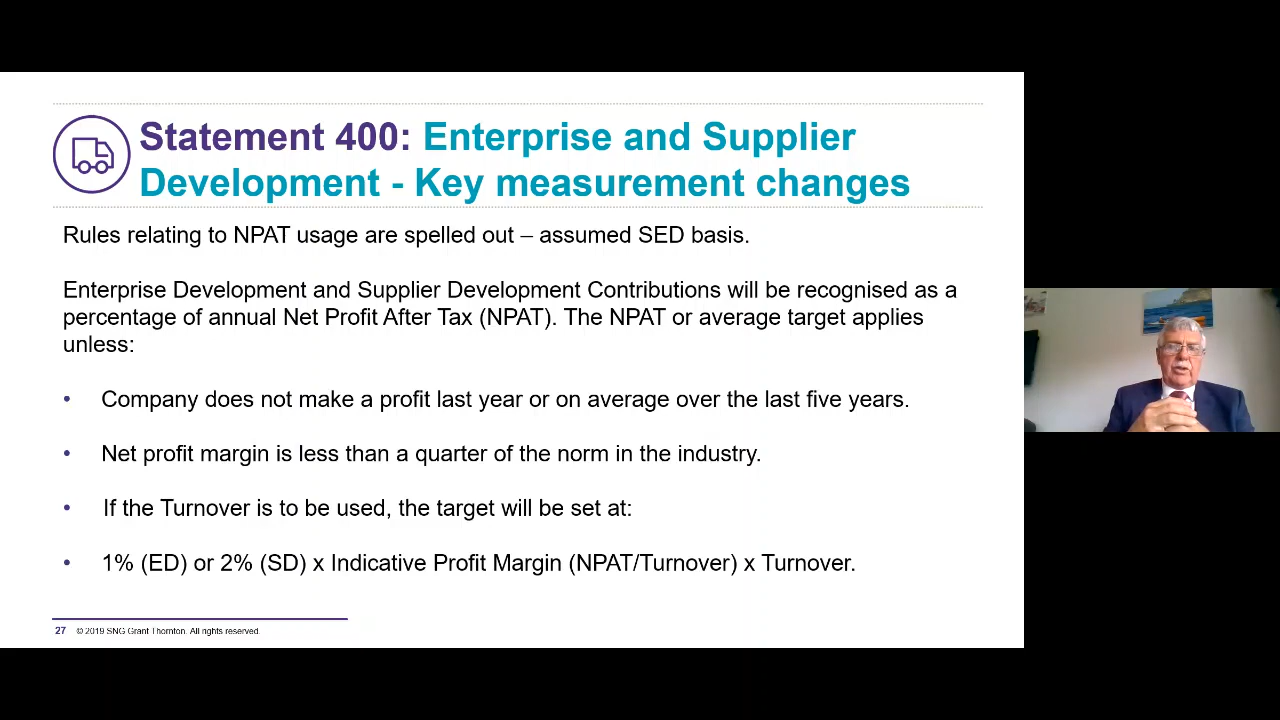 Statement 400: Enterprise and Supplier
Development - Key measurement changes
Rules relating to NPAT usage are spelled out – assumed SED basis.
Enterprise Development and Supplier Development Contributions will be recognised as a
percentage of annual Net Profit After Tax (NPAT). The NPAT or average target applies
unless:
• Company does not make a profit last year or on average over the last five years.
• Net profit margin is less than a quarter of the norm in the industry.
• If the Turnover is to be used, the target will be set at:
• 1% (ED) or 2% (SD) x Indicative Profit Margin (NPAT/Turnover) x Turnover.
27 © 2019 SNG Grant Thornton. All rights reserved.